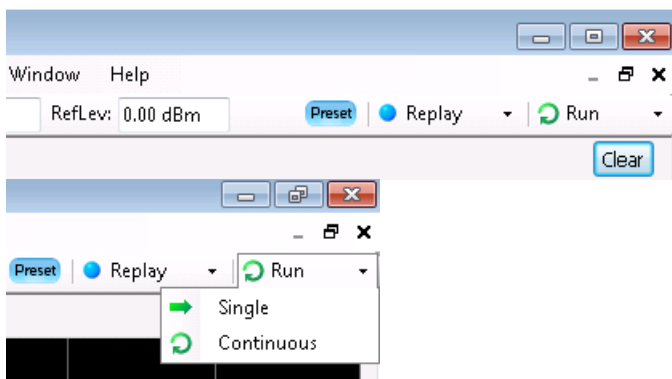 Window Help
RefLev: 0.00 dBm Preset Replay Run
Clear
Preset Replay Run
Single
Continuous